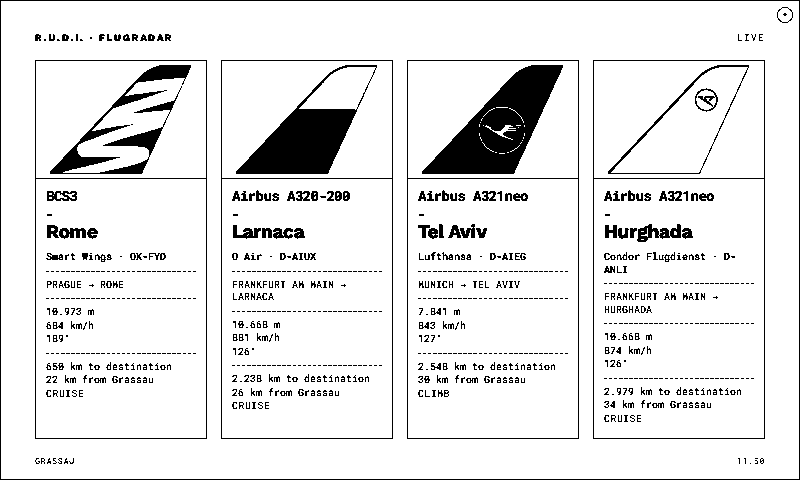 R.U.D.I. · FLUGRADAR
LIVE
BCS3
-
Rome
Smart Wings · OK-FYD
PRAGUE → ROME
10.973 m
684 km/h
189°
650 km to destination
22 km from Grassau
CRUISE
Airbus A320-200
-
Larnaca
O Air · D-AIUX
FRANKFURT AM MAIN →
LARNACA
10.668 m
881 km/h
126°
2.238 km to destination
26 km from Grassau
CRUISE
Airbus A321neo
-
Tel Aviv
Lufthansa · D-AIEG
MUNICH → TEL AVIV
7.841 m
843 km/h
127°
2.548 km to destination
30 km from Grassau
CLIMB
Airbus A321neo
-
Hurghada
Condor Flugdienst · D-
ANLI
FRANKFURT AM MAIN →
HURGHADA
10.668 m
874 km/h
126°
2.979 km to destination
34 km from Grassau
CRUISE
GRASSAU
11.50